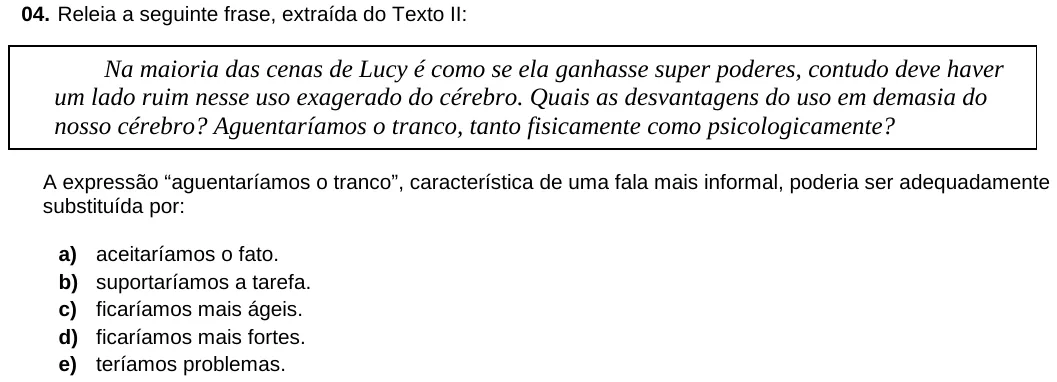 04. Releia a seguinte frase, extraída do Texto II:
Na maioria das cenas de Lucy é como se ela ganhasse super poderes, contudo deve haver
um lado ruim nesse uso exagerado do cérebro. Quais as desvantagens do uso em demasia do
nosso cérebro? Aguentaríamos o tranco, tanto fisicamente como psicologicamente?
A expressão “aguentaríamos o tranco”, característica de uma fala mais informal, poderia ser adequadamente
substituída por:
a) aceitaríamos o fato.
b) suportaríamos a tarefa.
c) ficaríamos mais ágeis.
d) ficaríamos mais fortes.
e) teríamos problemas.